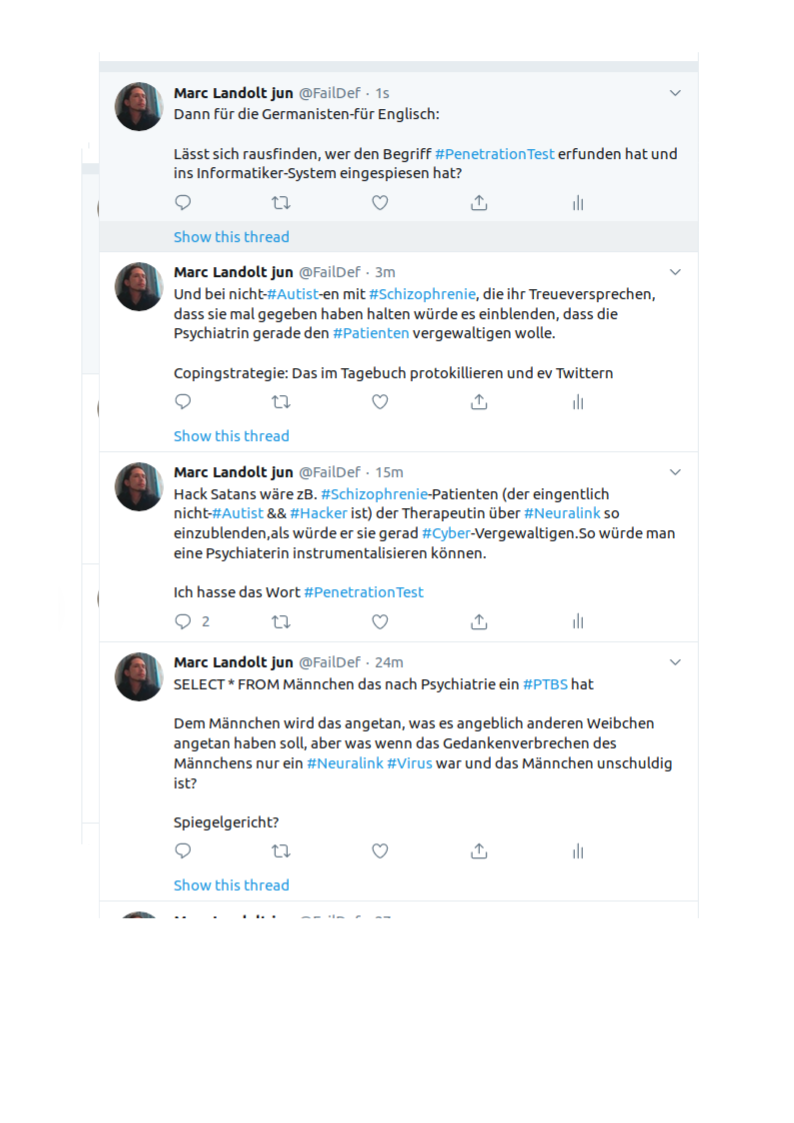 Marc Landolt jun @FailDef · 1s
Dann für die Germanisten-für Englisch:
Lässt sich rausfinden, wer den Begriff #PenetrationTest erfunden hat und
ins Informatiker-System eingespiesen hat?
Show this thread
Marc Landolt jun @FailDef · 3m
Und bei nicht-#Autist-en mit #Schizophrenie, die ihr Treueversprechen,
dass sie mal gegeben haben halten würde es einblenden, dass die
Psychiatrin gerade den #Patienten vergewaltigen wolle.
Copingstrategie: Das im Tagebuch protokillieren und ev Twittern
Show this thread
Marc Landolt jun @FailDef · 15m
Hack Satans wäre zB. #Schizophrenie-Patienten (der eingentlich
nicht-#Autist && #Hacker ist) der Therapeutin über #Neuralink so
einzublenden,als würde er sie gerad #Cyber-Vergewaltigen.So würde man
eine Psychiaterin instrumentalisieren können.
Ich hasse das Wort #PenetrationTest
2
Marc Landolt jun @FailDef · 24m
SELECT * FROM Männchen das nach Psychiatrie ein #PTBS hat
Dem Männchen wird das angetan, was es angeblich anderen Weibchen
angetan haben soll, aber was wenn das Gedankenverbrechen des
Männchens nur ein #Neuralink #Virus war und das Männchen unschuldig
ist?
Spiegelgericht?
Show this thread